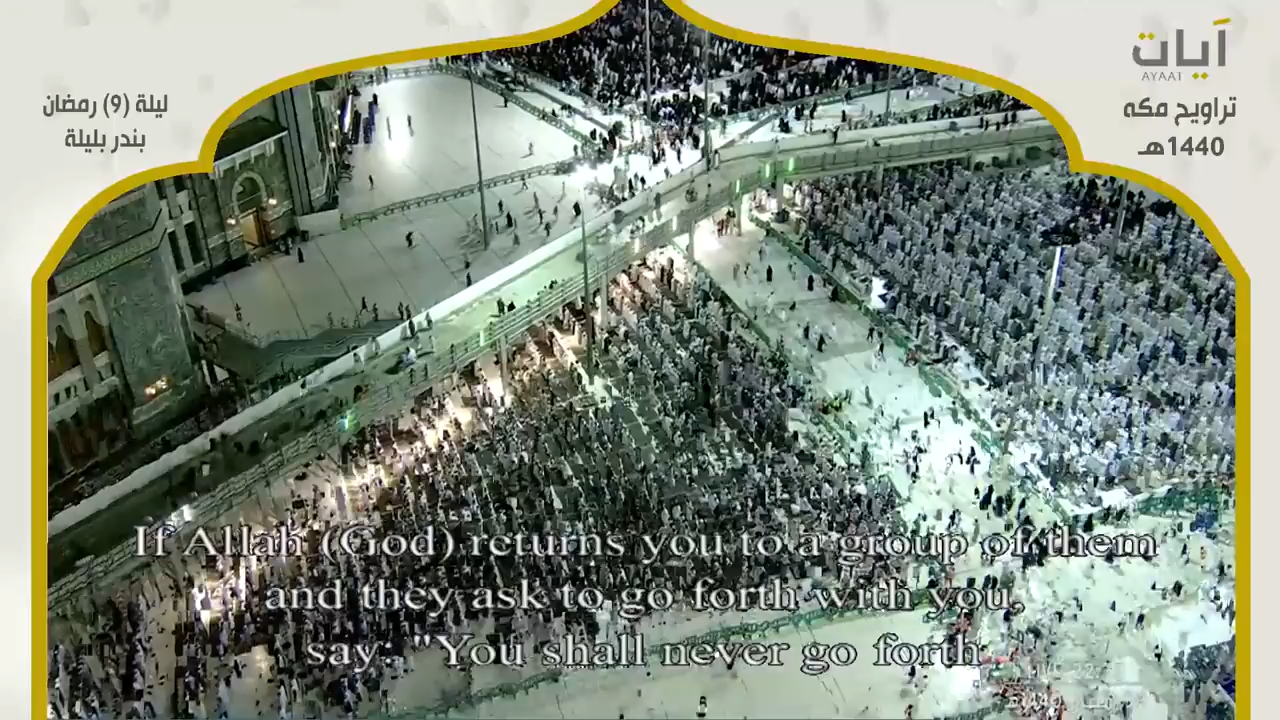 آيات
AYAAT
تراويح مكه
1440هـ
ليلة (9) رمضان
بندر بليلة
If Allah (God) returns you to a group of them
and they ask to go forth with you,
say: "You shall never go forth